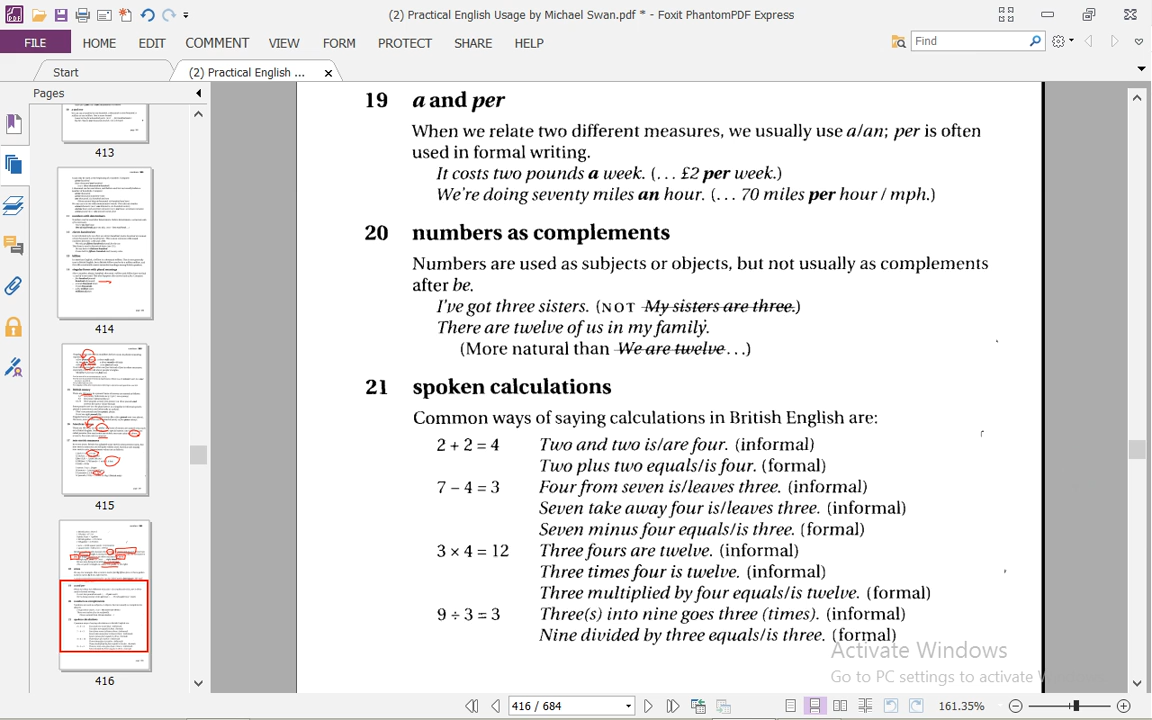 (2) Practical English Usage by Michael Swan.pdf * - Foxit PhantomPDF Express
FILE HOME EDIT COMMENT VIEW FORM PROTECT SHARE HELP
Find
Start
(2) Practical English ...
Pages
413
414
415
416
19 a and per
When we relate two different measures, we usually use a/an; per is often
used in formal writing.
It costs two pounds a week. (... £2 per week.)
We're doing seventy miles an hour. (... 70 miles per hour / mph.)
20 numbers as complements
Numbers are used as subjects or objects, but not usually as complements
after be.
I've got three sisters. (NOT My sisters are three.)
There are twelve of us in my family.
(More natural than We are twelve ...)
21 spoken calculations
Common ways of saying calculations in British English are:
2 + 2 = 4 Two and two is/are four. (informal)
Two plus two equals/is four. (formal)
7 – 4 = 3 Four from seven is/leaves three. (informal)
Seven take away four is/leaves three. (informal)
Seven minus four equals/is three. (formal)
3 × 4 = 12 Three fours are twelve. (informal)
Three times four is twelve. (informal)
Three multiplied by four equals/is twelve. (formal)
9 ÷ 3 = 3 Three(s) into nine goes three (times). (informal)
Nine divided by three equals/is three. (formal)
Activate Windows
Go to PC settings to activate
416 / 684
161.35%